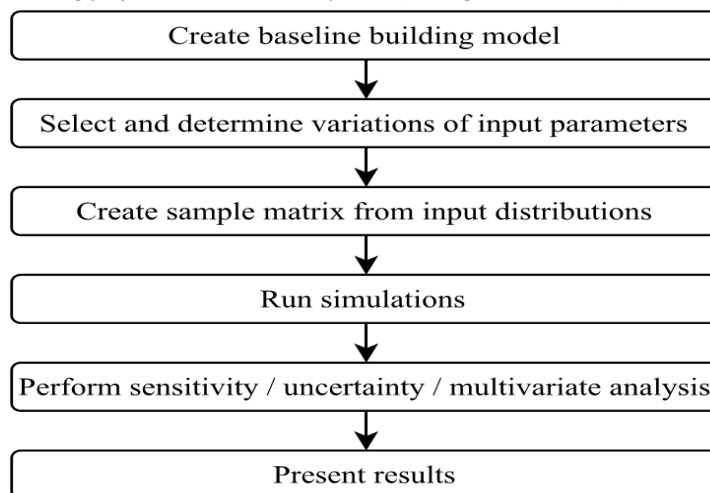 Create baseline building model
Select and determine variations of input parameters
Create sample matrix from input distributions
Run simulations
Perform sensitivity / uncertainty / multivariate analysis
Present results